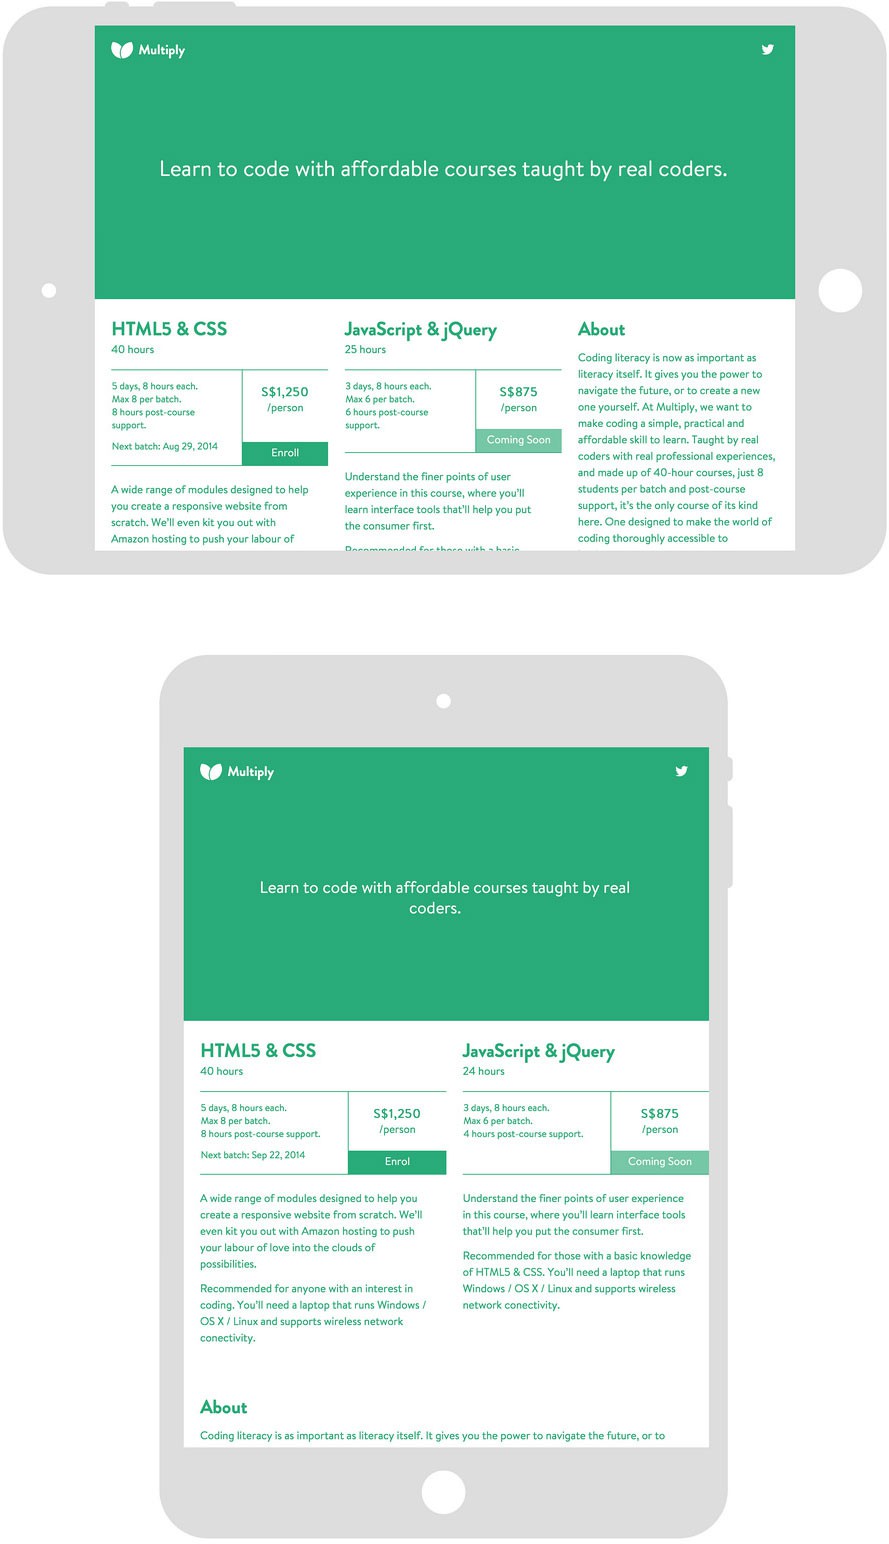 Multiply
Learn to code with affordable courses taught by real coders.
HTML5 & CSS
40 hours
5 days, 8 hours each.
Max 8 per batch.
8 hours post-course
support.
Next batch: Aug 29, 2014
S$1,250
/person
Enroll
A wide range of modules designed to help
you create a responsive website from
scratch. We'll even kit you out with
Amazon hosting to push your labour of
JavaScript & jQuery
25 hours
3 days, 8 hours each.
Max 6 per batch.
6 hours post-course
support.
S$875
/person
Coming Soon
Understand the finer points of user
experience in this course, where you'll
learn interface tools that'll help you put
the consumer first.
Recommended for those with a basic
About
Coding literacy is now as important as
literacy itself. It gives you the power to
navigate the future, or to create a new
one yourself. At Multiply, we want to
make coding a simple, practical and
affordable skill to learn. Taught by real
coders with real professional experiences,
and made up of 40-hour courses, just 8
students per batch and post-course
support, it's the only course of its kind
here. One designed to make the world of
coding thoroughly accessible to
Multiply
Learn to code with affordable courses taught by real
coders.
HTML5 & CSS
40 hours
5 days, 8 hours each.
Max 8 per batch.
8 hours post-course support.
Next batch: Sep 22, 2014
S$1,250
/person
Enrol
A wide range of modules designed to help you
create a responsive website from scratch. We'll
even kit you out with Amazon hosting to push
your labour of love into the clouds of
possibilities.
Recommended for anyone with an interest in
coding. You'll need a laptop that runs Windows /
OS X / Linux and supports wireless network
conectivity.
JavaScript & jQuery
24 hours
3 days, 8 hours each.
Max 6 per batch.
4 hours post-course support.
S$875
/person
Coming Soon
Understand the finer points of user experience
in this course, where you'll learn interface tools
that'll help you put the consumer first.
Recommended for those with a basic knowledge
of HTML5 & CSS. You'll need a laptop that runs
Windows / OS X / Linux and supports wireless
network conectivity.
About
Coding literacy is as important as literacy itself. It gives you the power to navigate the future, or to